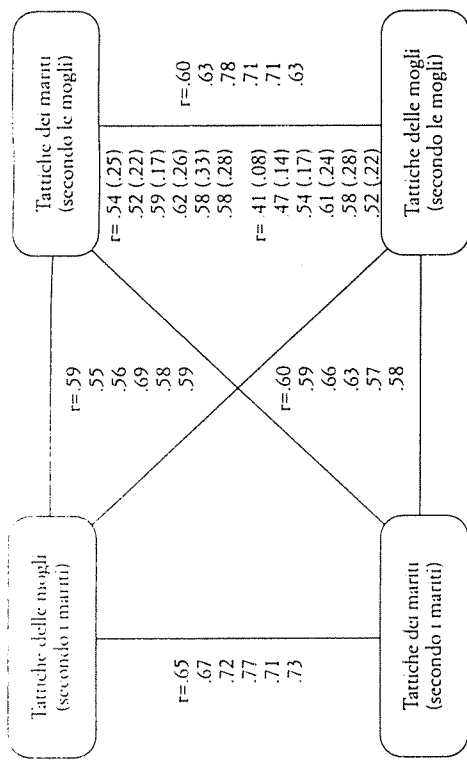 Tattiche delle mogli
(secondo i mariti)
Tattiche dei mariti
(secondo le mogli)
r=.59
.55
.56
.69
.58
.59
r=.54 (.25)
.52 (.22)
.59 (.17)
.62 (.26)
.58 (.33)
.58 (.28)
r=.60
.63
.78
.71
.71
.63
r=.65
.67
.72
.77
.71
.73
r=.60
.59
.66
.63
.57
.58
r=.41 (.08)
.47 (.14)
.54 (.17)
.61 (.24)
.58 (.28)
.52 (.22)
Tattiche dei mariti
(secondo i mariti)
Tattiche delle mogli
(secondo le mogli)